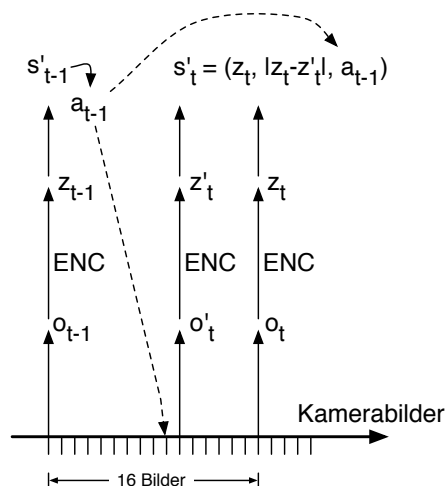 s'_{t-1}
s'_t = (z_t, |z_t-z'_t|, a_{t-1})
a_{t-1}
z_{t-1} z'_t z_t
ENC ENC ENC
o_{t-1} o'_t o_t
Kamerabilder
16 Bilder